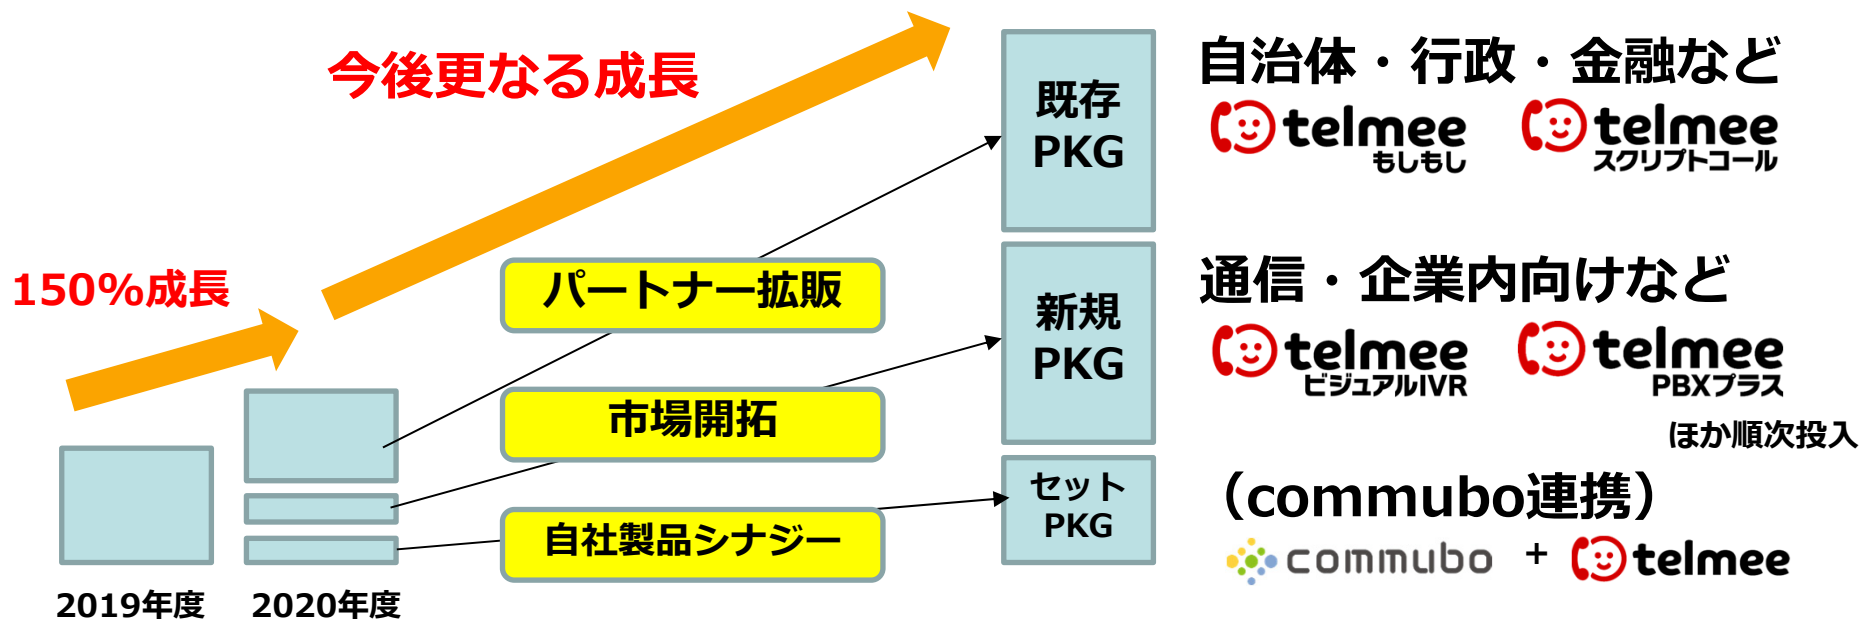 今後更なる成長
150%成長
パートナー拡販
市場開拓
自社製品シナジー
2019年度
2020年度
既存
PKG
自治体・行政・金融など
telmee
もしもし
telmee
スクリプトコール
新規
PKG
通信・企業内向けなど
telmee
ビジュアルIVR
telmee
PBXプラス
ほか順次投入
セット
PKG
（commubo連携）
commubo + telmee